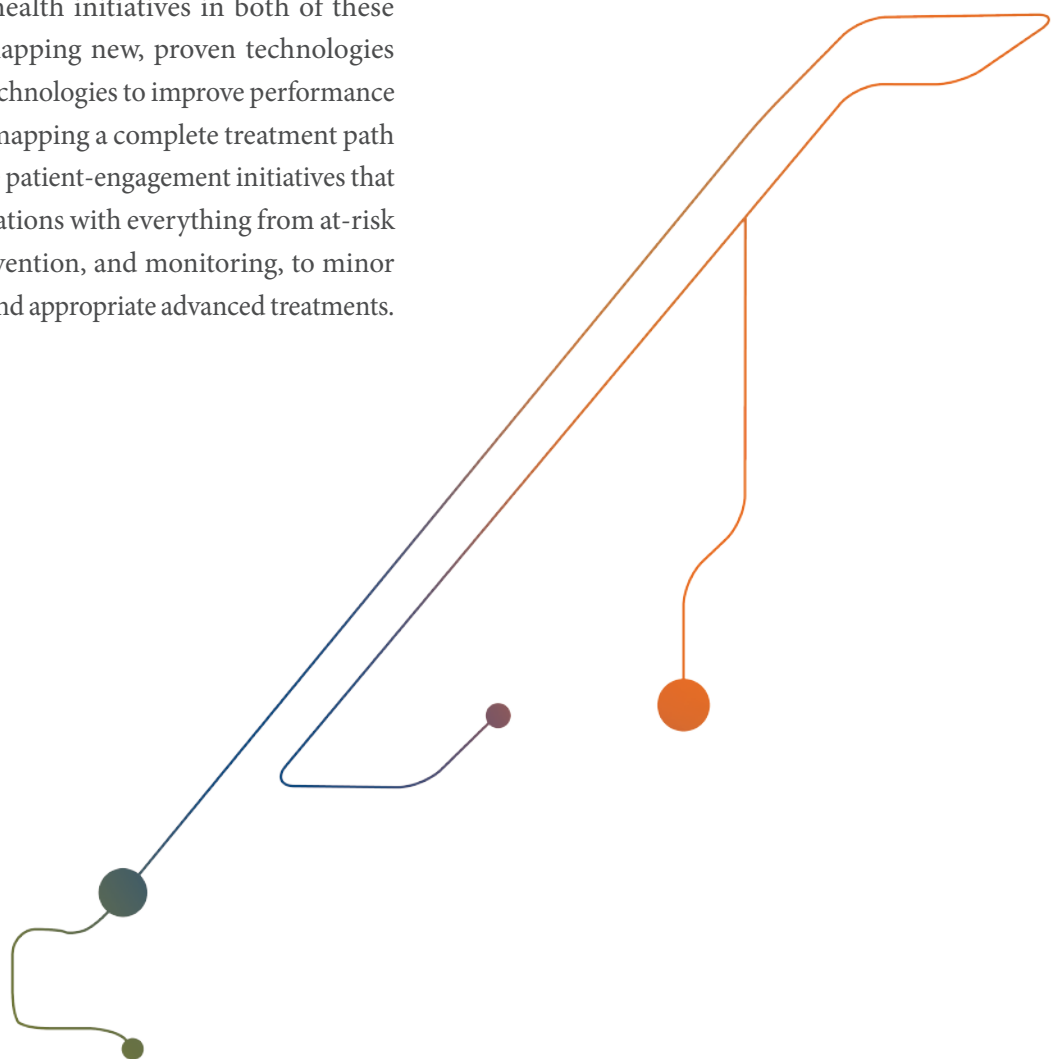 health initiatives in both of these
apping new, proven technologies
chnologies to improve performance
mapping a complete treatment path
patient-engagement initiatives that
ations with everything from at-risk
vention, and monitoring, to minor
nd appropriate advanced treatments.